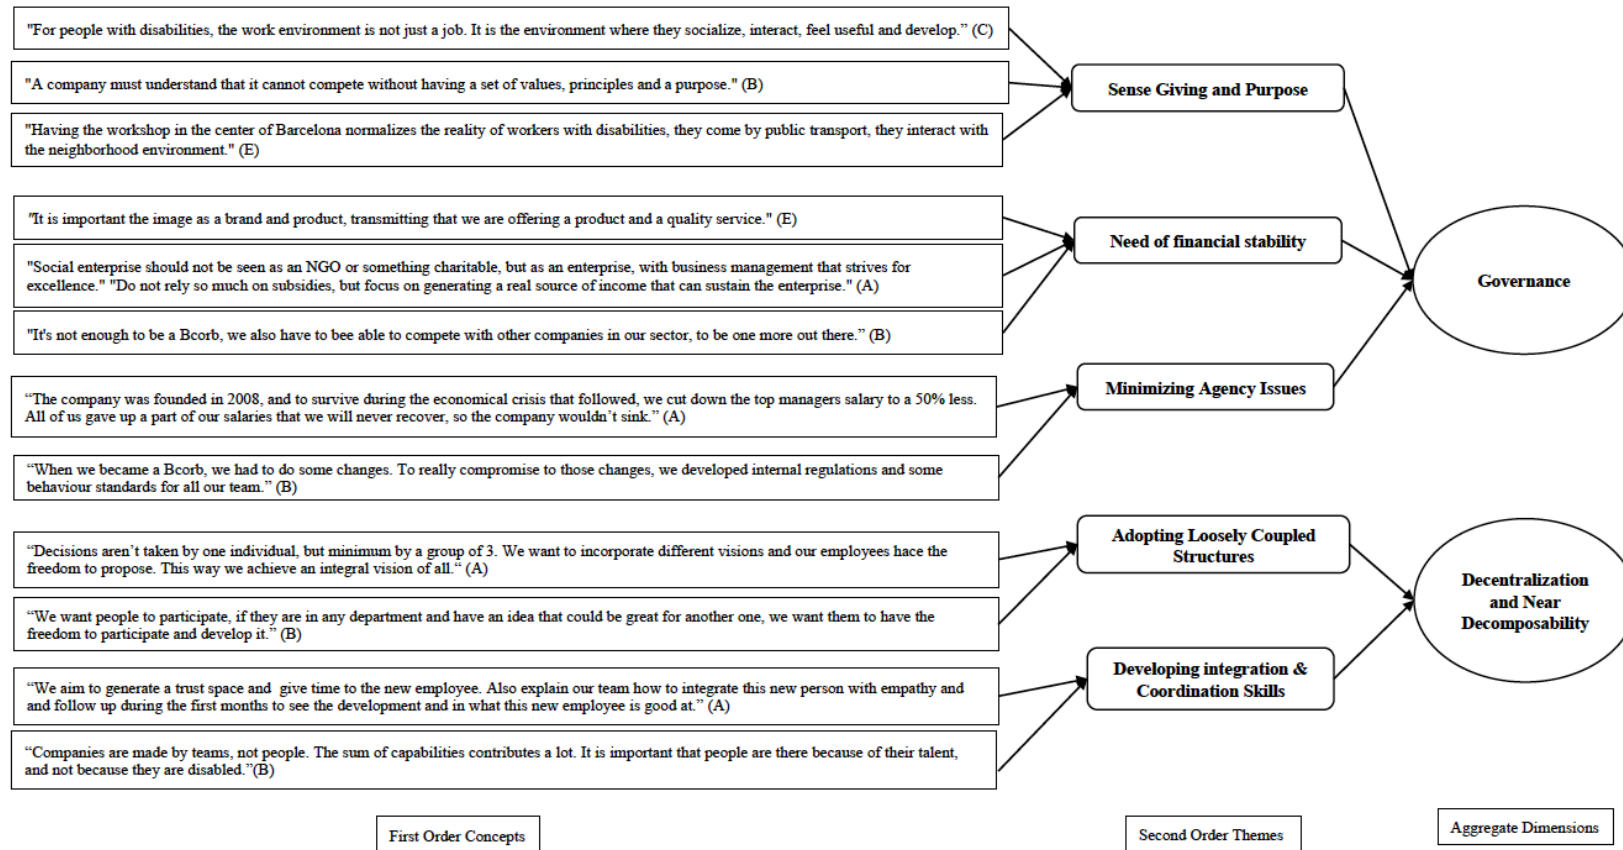 "For people with disabilities, the work environment is not just a job. It is the environment where they socialize, interact, feel useful and develop.” (C)
"A company must understand that it cannot compete without having a set of values, principles and a purpose." (B)
"Having the workshop in the center of Barcelona normalizes the reality of workers with disabilities, they come by public transport, they interact with
the neighborhood environment." (E)
Sense Giving and Purpose
"It is important the image as a brand and product, transmitting that we are offering a product and a quality service." (E)
"Social enterprise should not be seen as an NGO or something charitable, but as an enterprise, with business management that strives for
excellence." "Do not rely so much on subsidies, but focus on generating a real source of income that can sustain the enterprise." (A)
"It's not enough to be a Bcorb, we also have to bee able to compete with other companies in our sector, to be one more out there.” (B)
Need of financial stability
“The company was founded in 2008, and to survive during the economical crisis that followed, we cut down the top managers salary to a 50% less.
All of us gave up a part of our salaries that we will never recover, so the company wouldn’t sink.” (A)
“When we became a Bcorb, we had to do some changes. To really compromise to those changes, we developed internal regulations and some
behaviour standards for all our team.” (B)
Minimizing Agency Issues
Governance
“Decisions aren’t taken by one individual, but minimum by a group of 3. We want to incorporate different visions and our employees hace the
freedom to propose. This way we achieve an integral vision of all.“ (A)
“We want people to participate, if they are in any department and have an idea that could be great for another one, we want them to have the
freedom to participate and develop it.” (B)
Adopting Loosely Coupled
Structures
“We aim to generate a trust space and  give time to the new employee. Also explain our team how to integrate this new person with empathy and
and follow up during the first months to see the development and in what this new employee is good at.” (A)
“Companies are made by teams, not people. The sum of capabilities contributes a lot. It is important that people are there because of their talent,
and not because they are disabled.”(B)
Developing integration &
Coordination Skills
Decentralization
and Near
Decomposability
First Order Concepts
Second Order Themes
Aggregate Dimensions